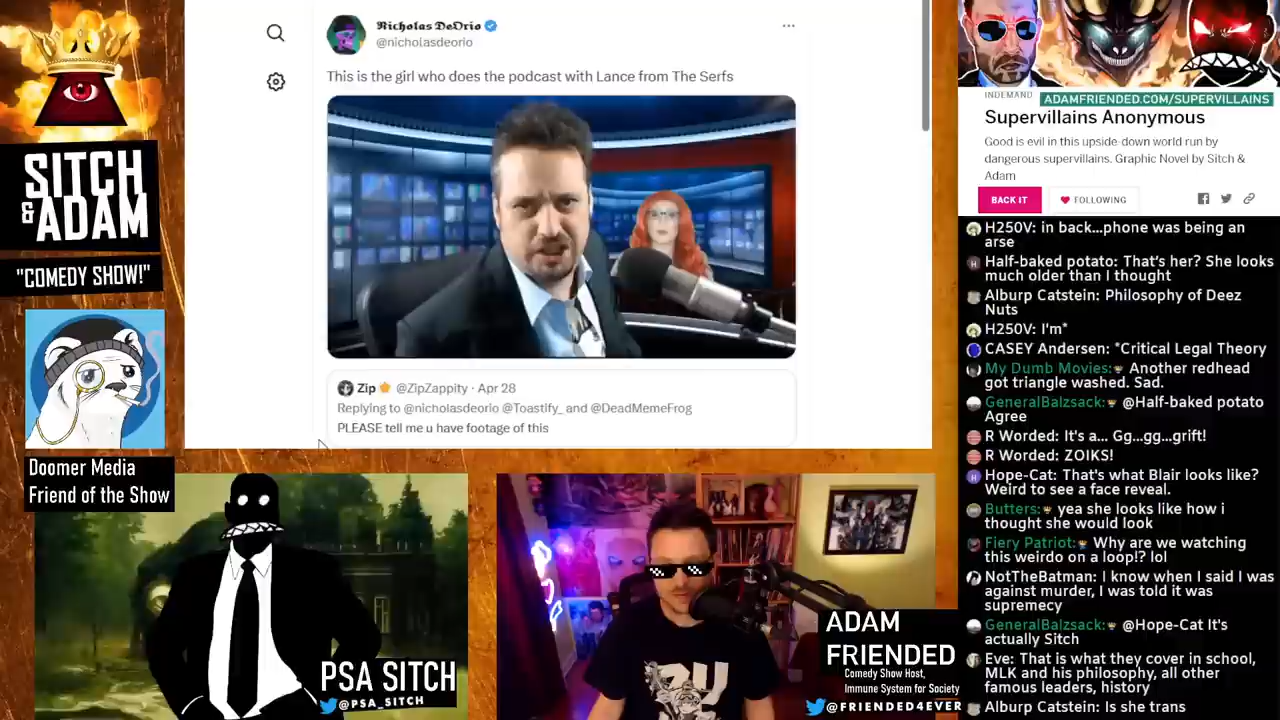 SITCH
& ADAM
"COMEDY SHOW!"
Doomer Media
Friend of the Show
Nicholas DeOrio
@nicholasdeorio
This is the girl who does the podcast with Lance from The Serfs
Zip @ZipZappity · Apr 28
Replying to @nicholasdeorio @Toastify_ and @DeadMemeFrog
PLEASE tell me u have footage of this
PSA SITCH
@PSA_SITCH
ADAM
FRIENDED
Comedy Show Host,
Immune System for Society
@FRIENDED4EVER
INDEMAND
ADAMFRIENDED.COM/SUPERVILLAINS
Supervillains Anonymous
Good is evil in this upside-down world run by
dangerous supervillains. Graphic Novel by Sitch &
Adam
BACK IT
FOLLOWING
H250V: in back...phone was being an
arse
Half-baked potato: That's her? She looks
much older than I thought
Alburp Catstein: Philosophy of Deez
Nuts
H250V: I'm*
CASEY Andersen: *Critical Legal Theory
My Dumb Movies: Another redhead
got triangle washed. Sad.
GeneralBalzsack: @Half-baked potato
Agree
R Worded: It's a... Gg...gg...grift!
R Worded: ZOIKS!
Hope-Cat: That's what Blair looks like?
Weird to see a face reveal.
Butters: yea she looks like how i
thought she would look
Fiery Patriot: Why are we watching
this weirdo on a loop!? lol
NotTheBatman: I know when I said I was
against murder, I was told it was
supremecy
GeneralBalzsack: @Hope-Cat It's
actually Sitch
Eve: That is what they cover in school,
MLK and his philosophy, all other
famous leaders, history
Alburp Catstein: Is she trans